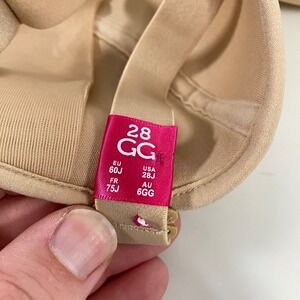 28
GG
EU USA
60J 28J
FR AU
75J 6GG